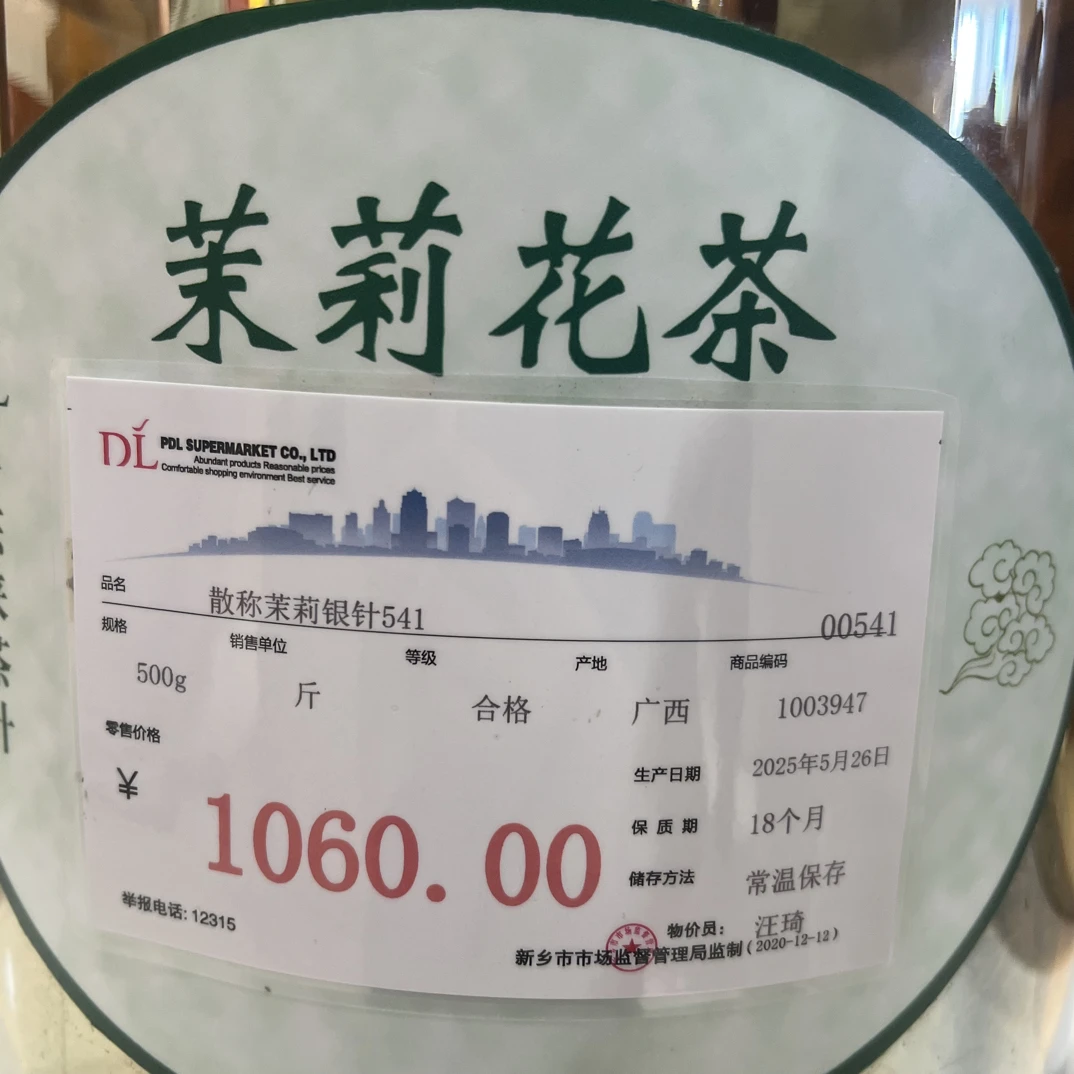 茉莉花茶
DL PDL SUPERMARKET CO., LTD
Abundant products Reasonable prices
Comfortable shopping environment Best service
品名 散称茉莉银针541 00541
规格 销售单位 等级 产地 商品编码
500g 斤 合格 广西 1003947
零售价格
¥ 1060.00
生产日期 2025年5月26日
保质期 18个月
储存方法 常温保存
举报电话: 12315
物价员: 汪琦
新乡市市场监督管理局监制(2020-12-12)